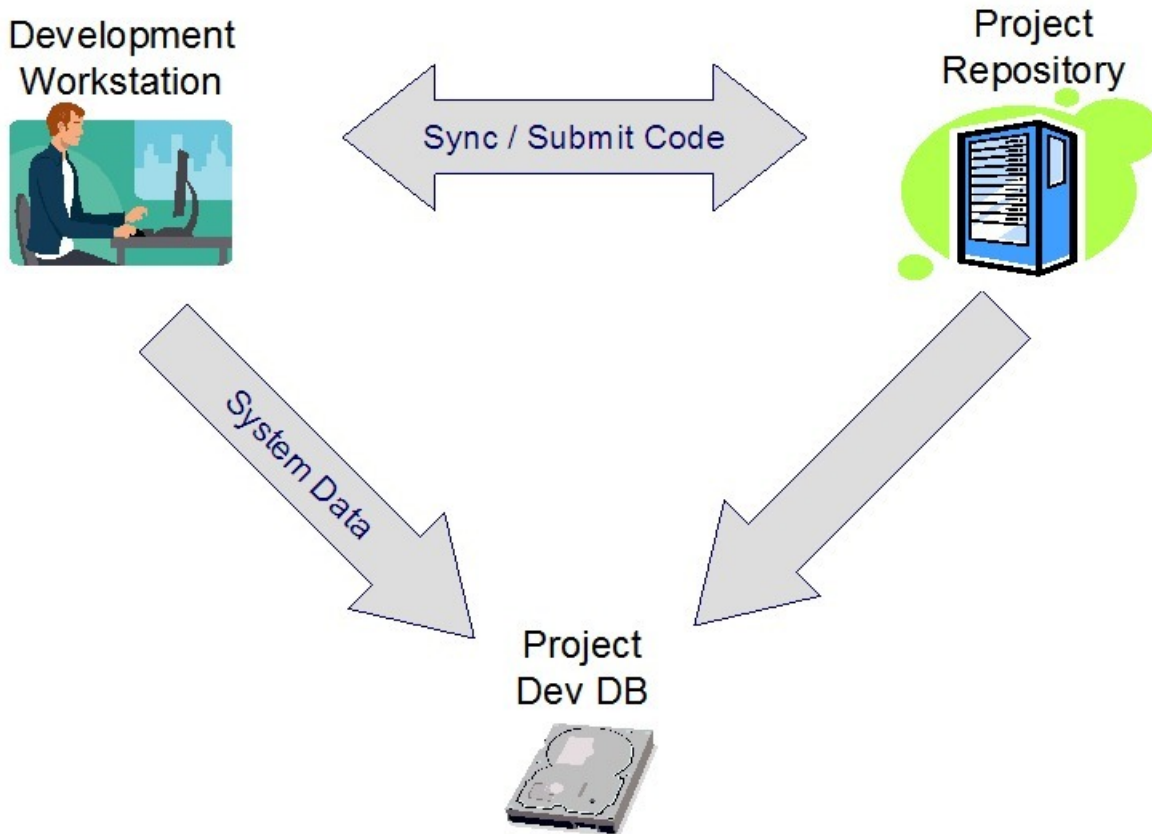 Development
Workstation
Project
Repository
Sync / Submit Code
System Data
Project
Dev DB